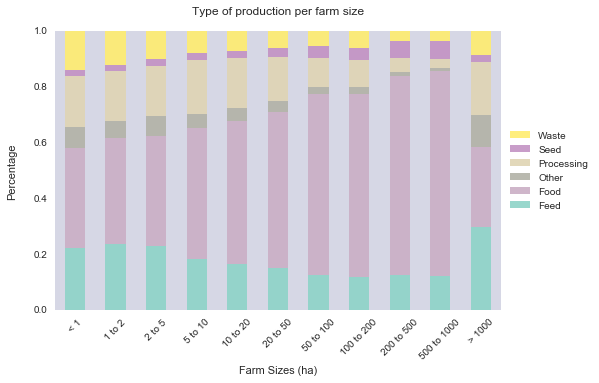 Type of production per farm size
Percentage
1.0
0.8
0.6
0.4
0.2
0.0
< 1
1 to 2
2 to 5
5 to 10
10 to 20
20 to 50
50 to 100
100 to 200
200 to 500
500 to 1000
> 1000
Farm Sizes (ha)
Waste
Seed
Processing
Other
Food
Feed